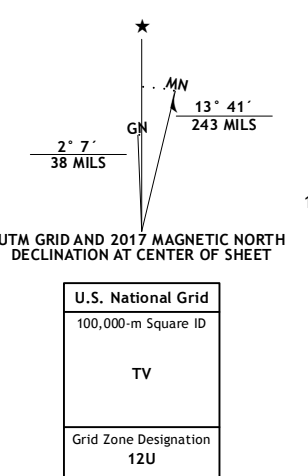 ★
MN
GN
13° 41´
243 MILS
2° 7´
38 MILS
1
UTM GRID AND 2017 MAGNETIC NORTH
DECLINATION AT CENTER OF SHEET
U.S. National Grid
100,000-m Square ID
TV
Grid Zone Designation
12U